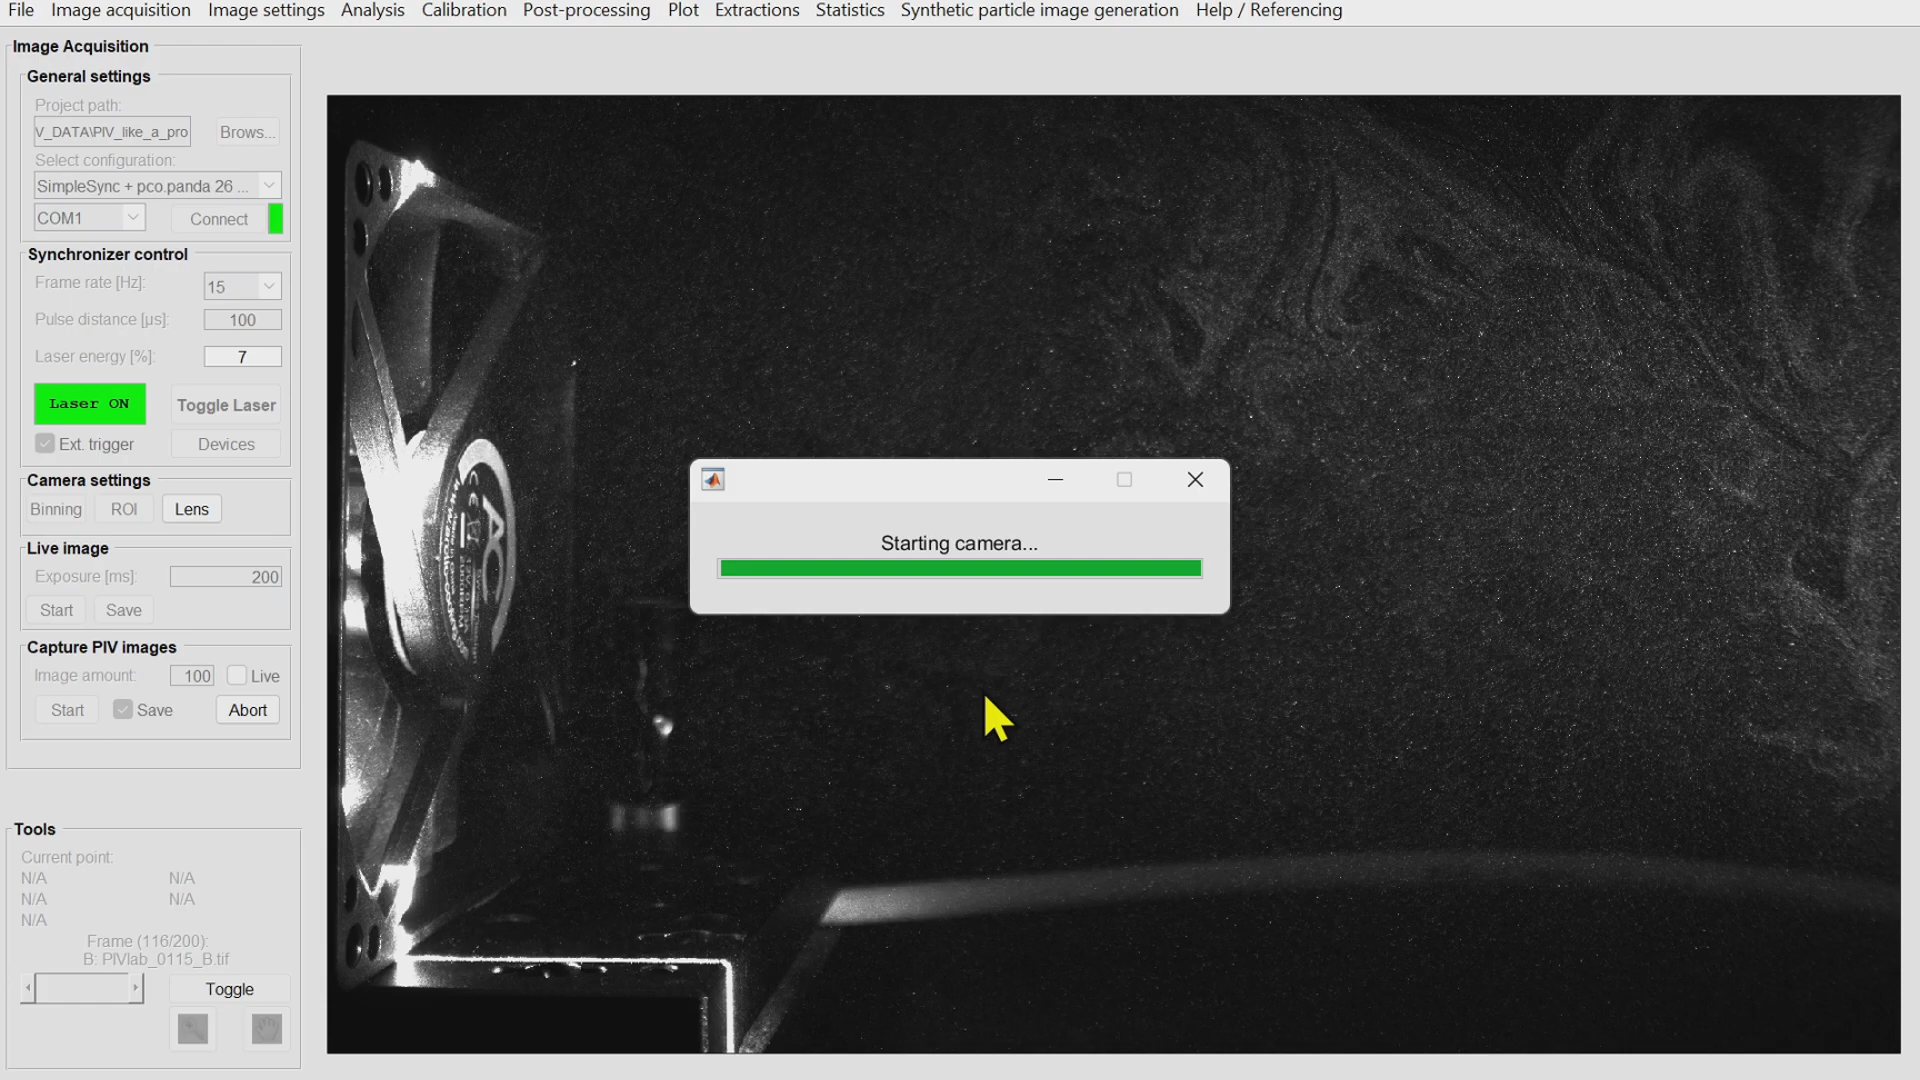 File Image acquisition Image settings Analysis Calibration Post-processing Plot Extractions Statistics Synthetic particle image generation Help / Referencing
Image Acquisition
General settings
Project path:
V_DATA\PIV_like_a_pro Brows...
Select configuration:
SimpleSync + pco.panda 26 ...
COM1 Connect
Synchronizer control
Frame rate [Hz]: 15
Pulse distance [µs]: 100
Laser energy [%]: 7
Laser ON Toggle Laser
Ext. trigger Devices
Camera settings
Binning ROI Lens
Live image
Exposure [ms]: 200
Start Save
Capture PIV images
Image amount: 100 Live
Start Save Abort
Starting camera...
AC
Tools
Current point:
N/A N/A
N/A N/A
N/A
Frame (116/200):
B: PIVlab_0115_B.tif
Toggle